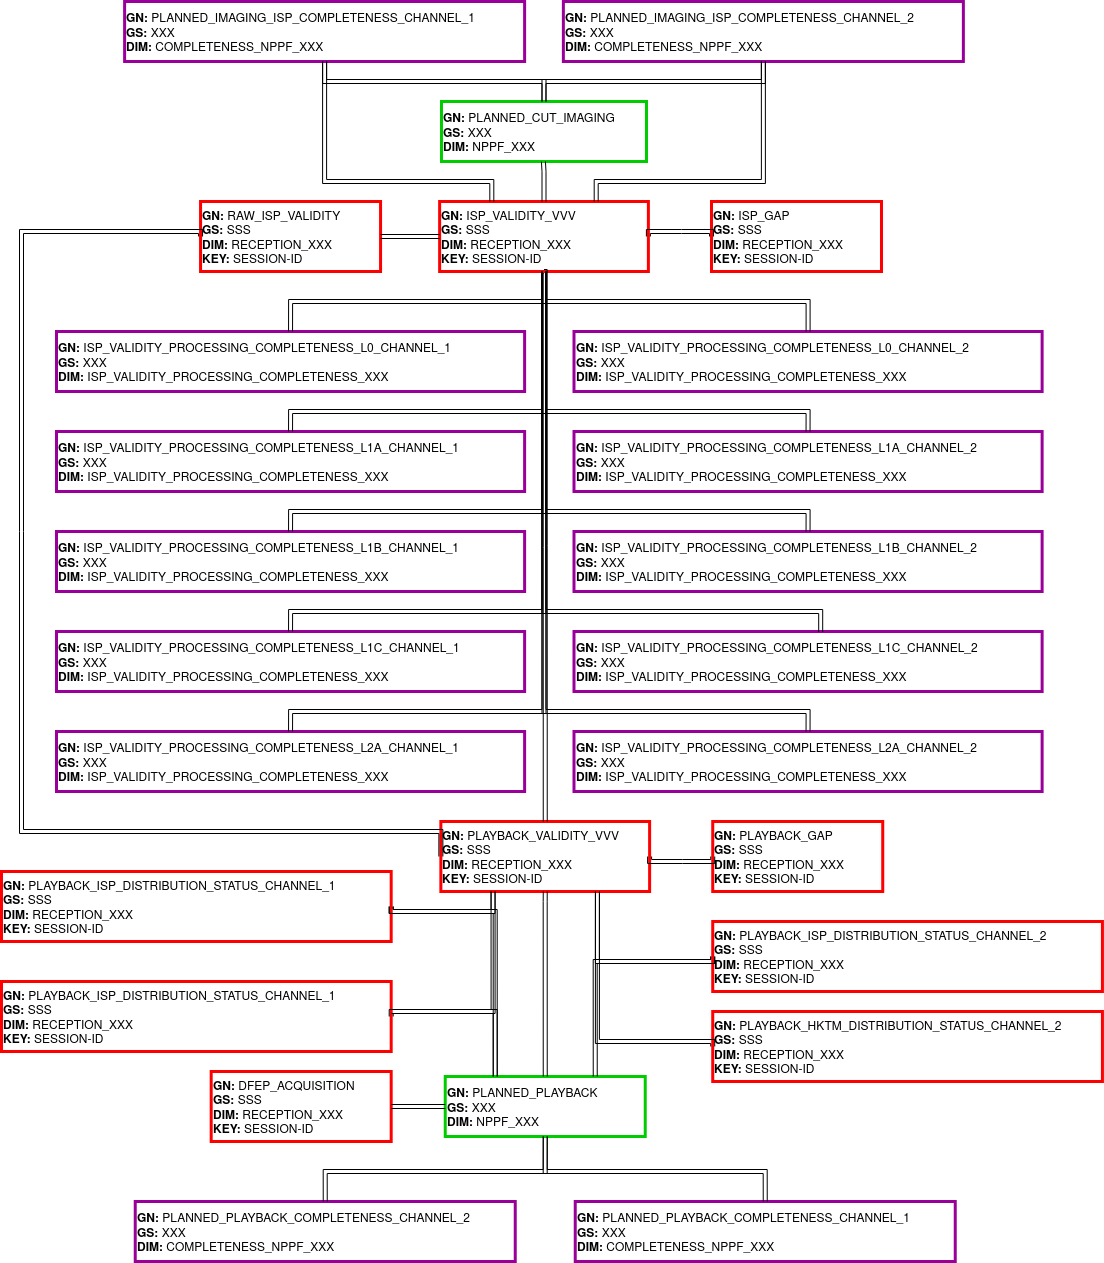 GN: PLANNED_IMAGING_ISP_COMPLETENESS_CHANNEL_1
GS: XXX
DIM: COMPLETENESS_NPPF_XXX
GN: PLANNED_IMAGING_ISP_COMPLETENESS_CHANNEL_2
GS: XXX
DIM: COMPLETENESS_NPPF_XXX
GN: PLANNED_CUT_IMAGING
GS: XXX
DIM: NPPF_XXX
GN: RAW_ISP_VALIDITY
GS: SSS
DIM: RECEPTION_XXX
KEY: SESSION-ID
GN: ISP_VALIDITY_VVV
GS: SSS
DIM: RECEPTION_XXX
KEY: SESSION-ID
GN: ISP_GAP
GS: SSS
DIM: RECEPTION_XXX
KEY: SESSION-ID
GN: ISP_VALIDITY_PROCESSING_COMPLETENESS_L0_CHANNEL_1
GS: XXX
DIM: ISP_VALIDITY_PROCESSING_COMPLETENESS_XXX
GN: ISP_VALIDITY_PROCESSING_COMPLETENESS_L0_CHANNEL_2
GS: XXX
DIM: ISP_VALIDITY_PROCESSING_COMPLETENESS_XXX
GN: ISP_VALIDITY_PROCESSING_COMPLETENESS_L1A_CHANNEL_1
GS: XXX
DIM: ISP_VALIDITY_PROCESSING_COMPLETENESS_XXX
GN: ISP_VALIDITY_PROCESSING_COMPLETENESS_L1A_CHANNEL_2
GS: XXX
DIM: ISP_VALIDITY_PROCESSING_COMPLETENESS_XXX
GN: ISP_VALIDITY_PROCESSING_COMPLETENESS_L1B_CHANNEL_1
GS: XXX
DIM: ISP_VALIDITY_PROCESSING_COMPLETENESS_XXX
GN: ISP_VALIDITY_PROCESSING_COMPLETENESS_L1B_CHANNEL_2
GS: XXX
DIM: ISP_VALIDITY_PROCESSING_COMPLETENESS_XXX
GN: ISP_VALIDITY_PROCESSING_COMPLETENESS_L1C_CHANNEL_1
GS: XXX
DIM: ISP_VALIDITY_PROCESSING_COMPLETENESS_XXX
GN: ISP_VALIDITY_PROCESSING_COMPLETENESS_L1C_CHANNEL_2
GS: XXX
DIM: ISP_VALIDITY_PROCESSING_COMPLETENESS_XXX
GN: ISP_VALIDITY_PROCESSING_COMPLETENESS_L2A_CHANNEL_1
GS: XXX
DIM: ISP_VALIDITY_PROCESSING_COMPLETENESS_XXX
GN: ISP_VALIDITY_PROCESSING_COMPLETENESS_L2A_CHANNEL_2
GS: XXX
DIM: ISP_VALIDITY_PROCESSING_COMPLETENESS_XXX
GN: PLAYBACK_VALIDITY_VVV
GS: SSS
DIM: RECEPTION_XXX
KEY: SESSION-ID
GN: PLAYBACK_GAP
GS: SSS
DIM: RECEPTION_XXX
KEY: SESSION-ID
GN: PLAYBACK_ISP_DISTRIBUTION_STATUS_CHANNEL_1
GS: SSS
DIM: RECEPTION_XXX
KEY: SESSION-ID
GN: PLAYBACK_ISP_DISTRIBUTION_STATUS_CHANNEL_2
GS: SSS
DIM: RECEPTION_XXX
KEY: SESSION-ID
GN: PLAYBACK_ISP_DISTRIBUTION_STATUS_CHANNEL_1
GS: SSS
DIM: RECEPTION_XXX
KEY: SESSION-ID
GN: PLAYBACK_HKTM_DISTRIBUTION_STATUS_CHANNEL_2
GS: SSS
DIM: RECEPTION_XXX
KEY: SESSION-ID
GN: DFEP_ACQUISITION
GS: SSS
DIM: RECEPTION_XXX
KEY: SESSION-ID
GN: PLANNED_PLAYBACK
GS: XXX
DIM: NPPF_XXX
GN: PLANNED_PLAYBACK_COMPLETENESS_CHANNEL_2
GS: XXX
DIM: COMPLETENESS_NPPF_XXX
GN: PLANNED_PLAYBACK_COMPLETENESS_CHANNEL_1
GS: XXX
DIM: COMPLETENESS_NPPF_XXX